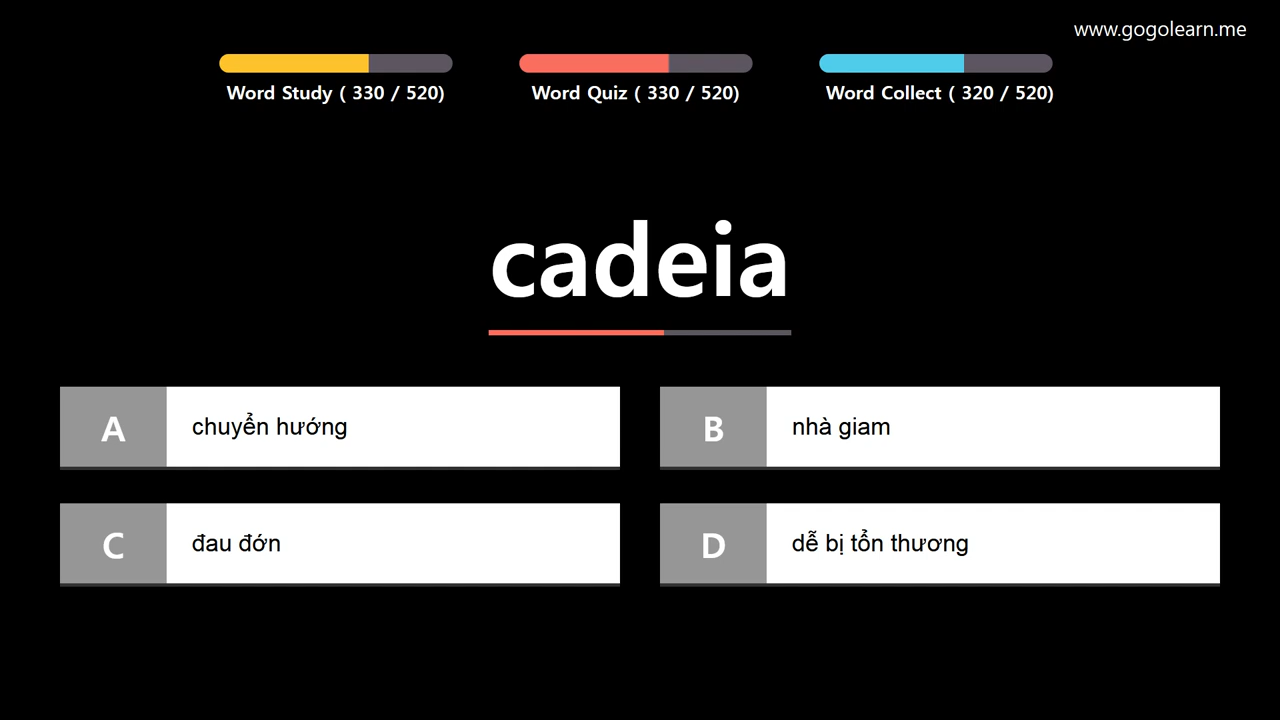 www.gogolearn.me
Word Study ( 330 / 520)
Word Quiz ( 330 / 520)
Word Collect ( 320 / 520)
cadeia
A chuyển hướng
B nhà giam
C đau đớn
D dễ bị tổn thương